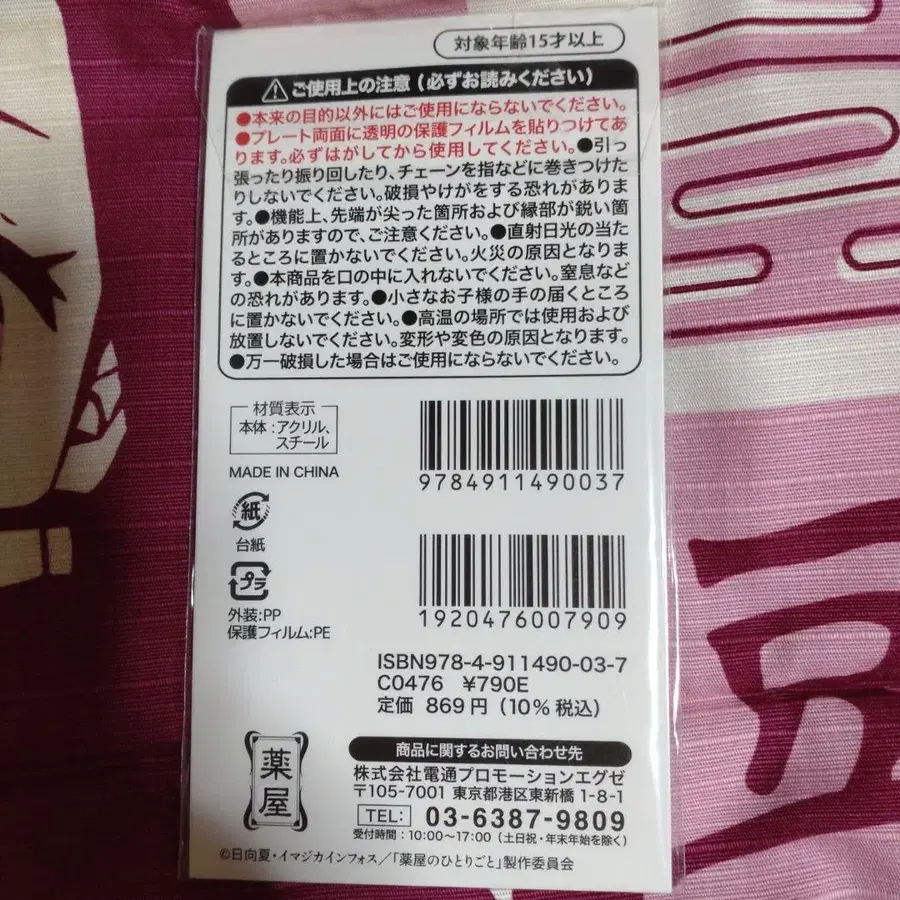 対象年齢15才以上
ご使用上の注意（必ずお読みください）
●本来の目的以外にはご使用にならないでください。
●プレート両面に透明の保護フィルムを貼りつけてあ
ります。必ずはがしてから使用してください。●引っ
張ったり振り回したり、チェーンを指などに巻きつけた
りしないでください。破損やけがをする恐れがありま
す。●機能上、先端が尖った箇所および縁部が鋭い箇
所がありますので、ご注意ください。●直射日光の当た
るところに置かないでください。火災の原因となりま
す。●本商品を口の中に入れないでください。窒息など
の恐れがあります。●小さなお子様の手の届くところ
に置かないでください。●高温の場所では使用および
放置しないでください。変形や変色の原因となります。
●万一破損した場合はご使用にならないでください。
材質表示
本体：アクリル、
スチール
MADE IN CHINA
紙
台紙
プラ
外装:PP
保護フィルム:PE
9784911490037
1920476007909
ISBN978-4-911490-03-7
C0476 ¥790E
定価 869円（10%税込）
薬屋
商品に関するお問い合わせ先
株式会社電通プロモーションエグゼ
〒105-7001 東京都港区東新橋1-8-1
TEL: 03-6387-9809
受付時間：10:00～17:00（土日祝・年末年始を除く）
©日向夏・イマジカインフォス／「薬屋のひとりごと」製作委員会